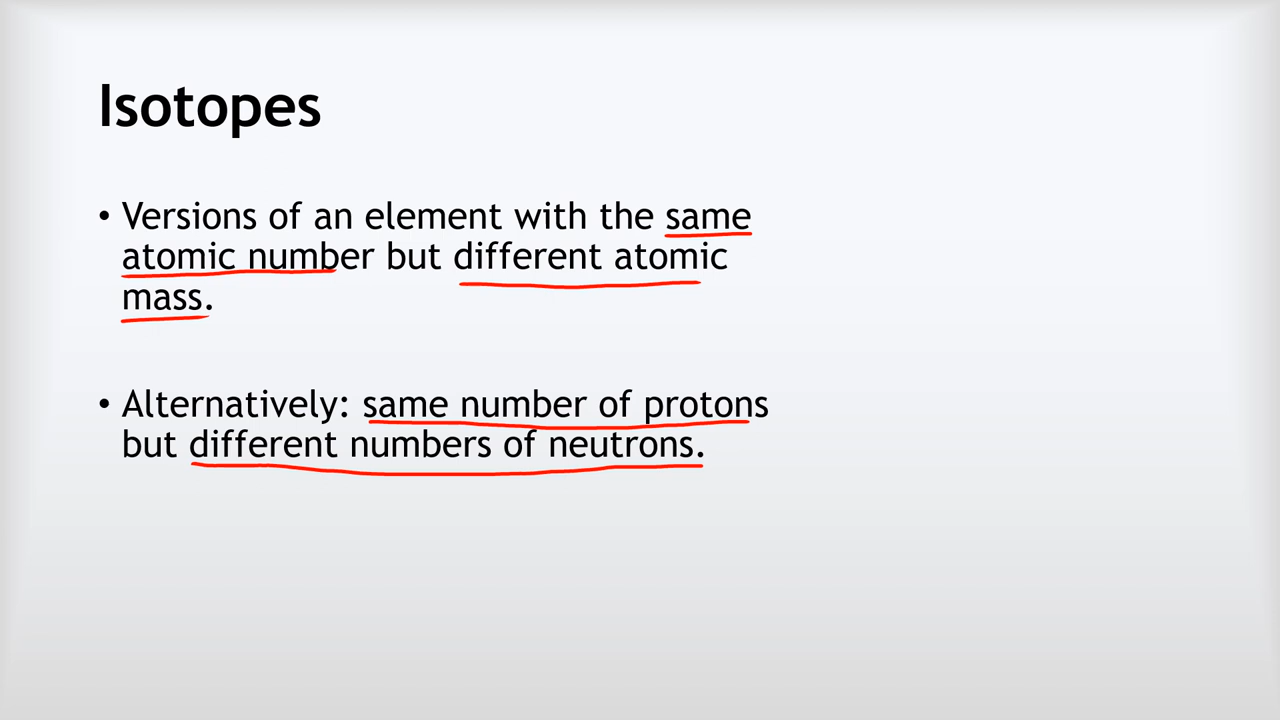 Isotopes
• Versions of an element with the same
atomic number but different atomic
mass.
• Alternatively: same number of protons
but different numbers of neutrons.